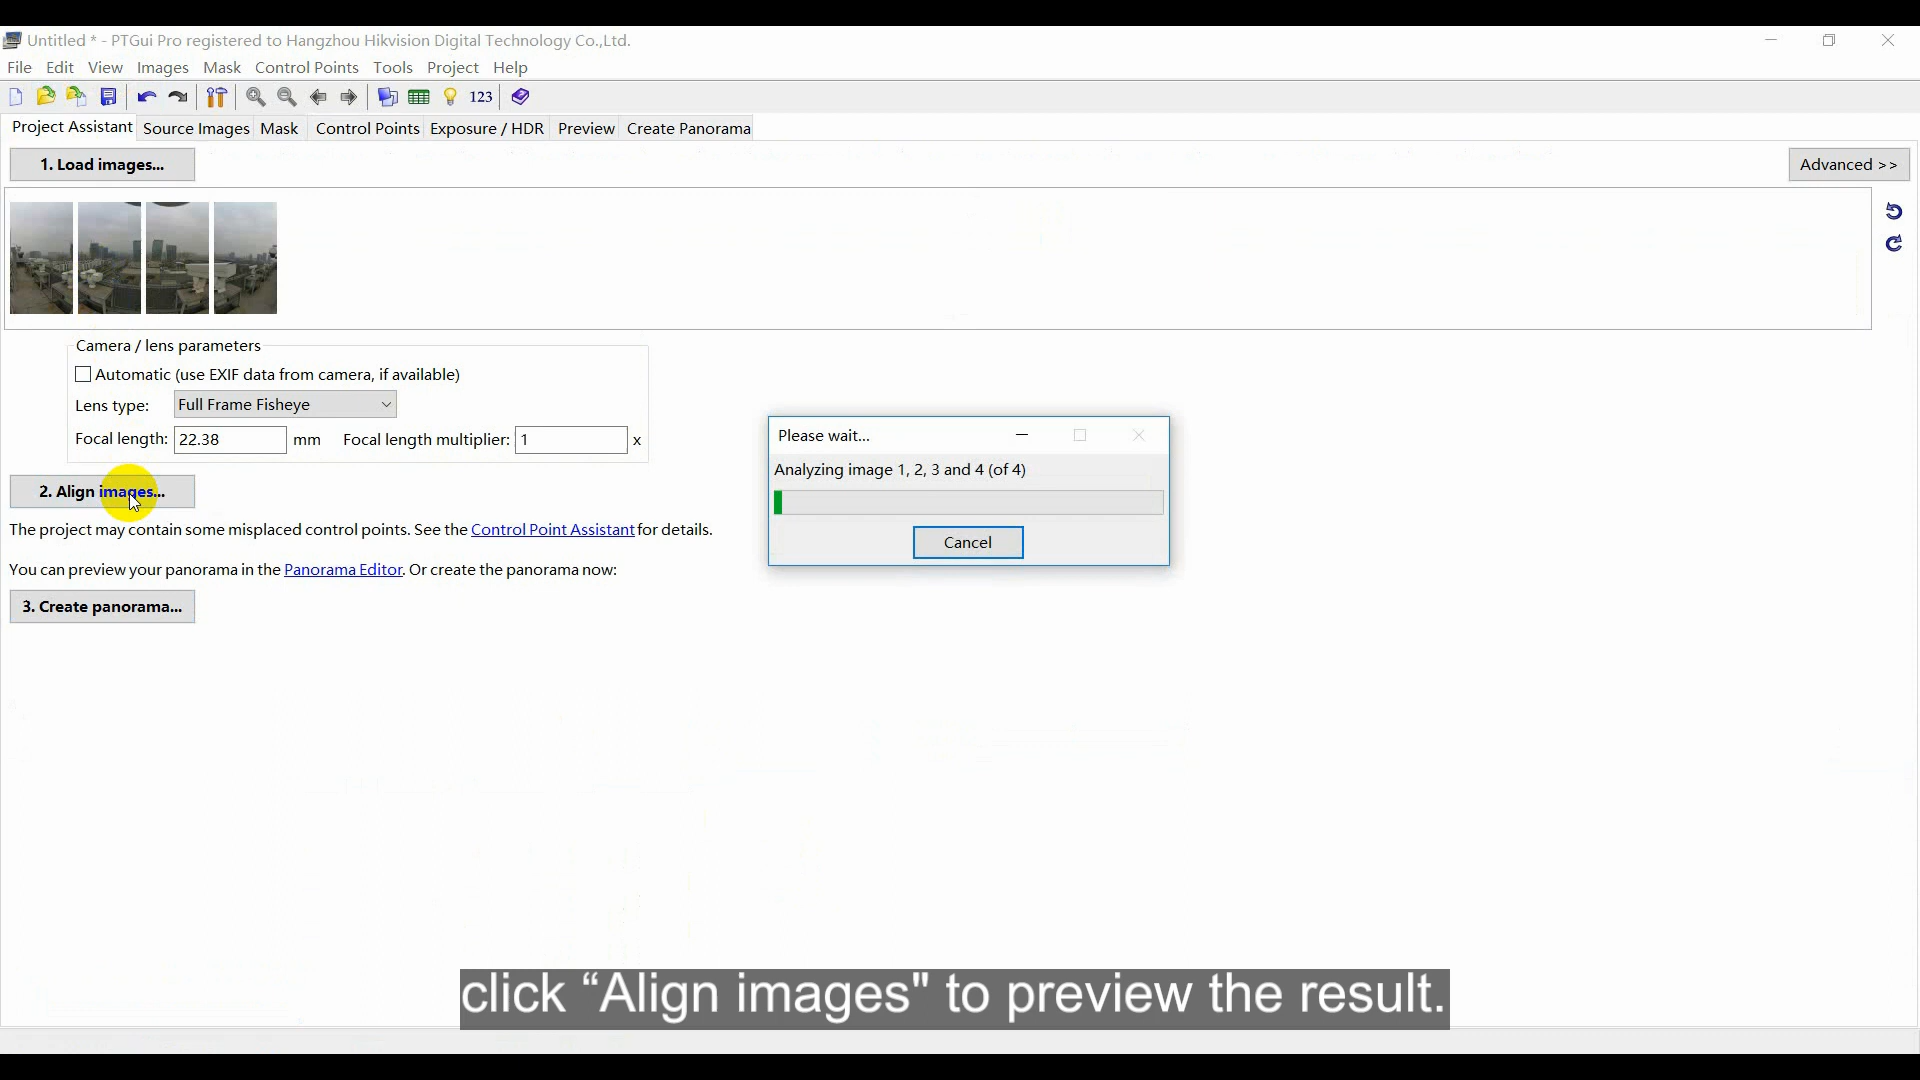 Untitled * - PTGui Pro registered to Hangzhou Hikvision Digital Technology Co.,Ltd.
File Edit View Images Mask Control Points Tools Project Help
123
Project Assistant Source Images Mask Control Points Exposure / HDR Preview Create Panorama
1. Load images...
Advanced >>
Camera / lens parameters
Automatic (use EXIF data from camera, if available)
Lens type: Full Frame Fisheye
Focal length: 22.38 mm Focal length multiplier: 1 x
Please wait...
Analyzing image 1, 2, 3 and 4 (of 4)
Cancel
2. Align images...
The project may contain some misplaced control points. See the Control Point Assistant for details.
You can preview your panorama in the Panorama Editor. Or create the panorama now:
3. Create panorama...
click “Align images" to preview the result.